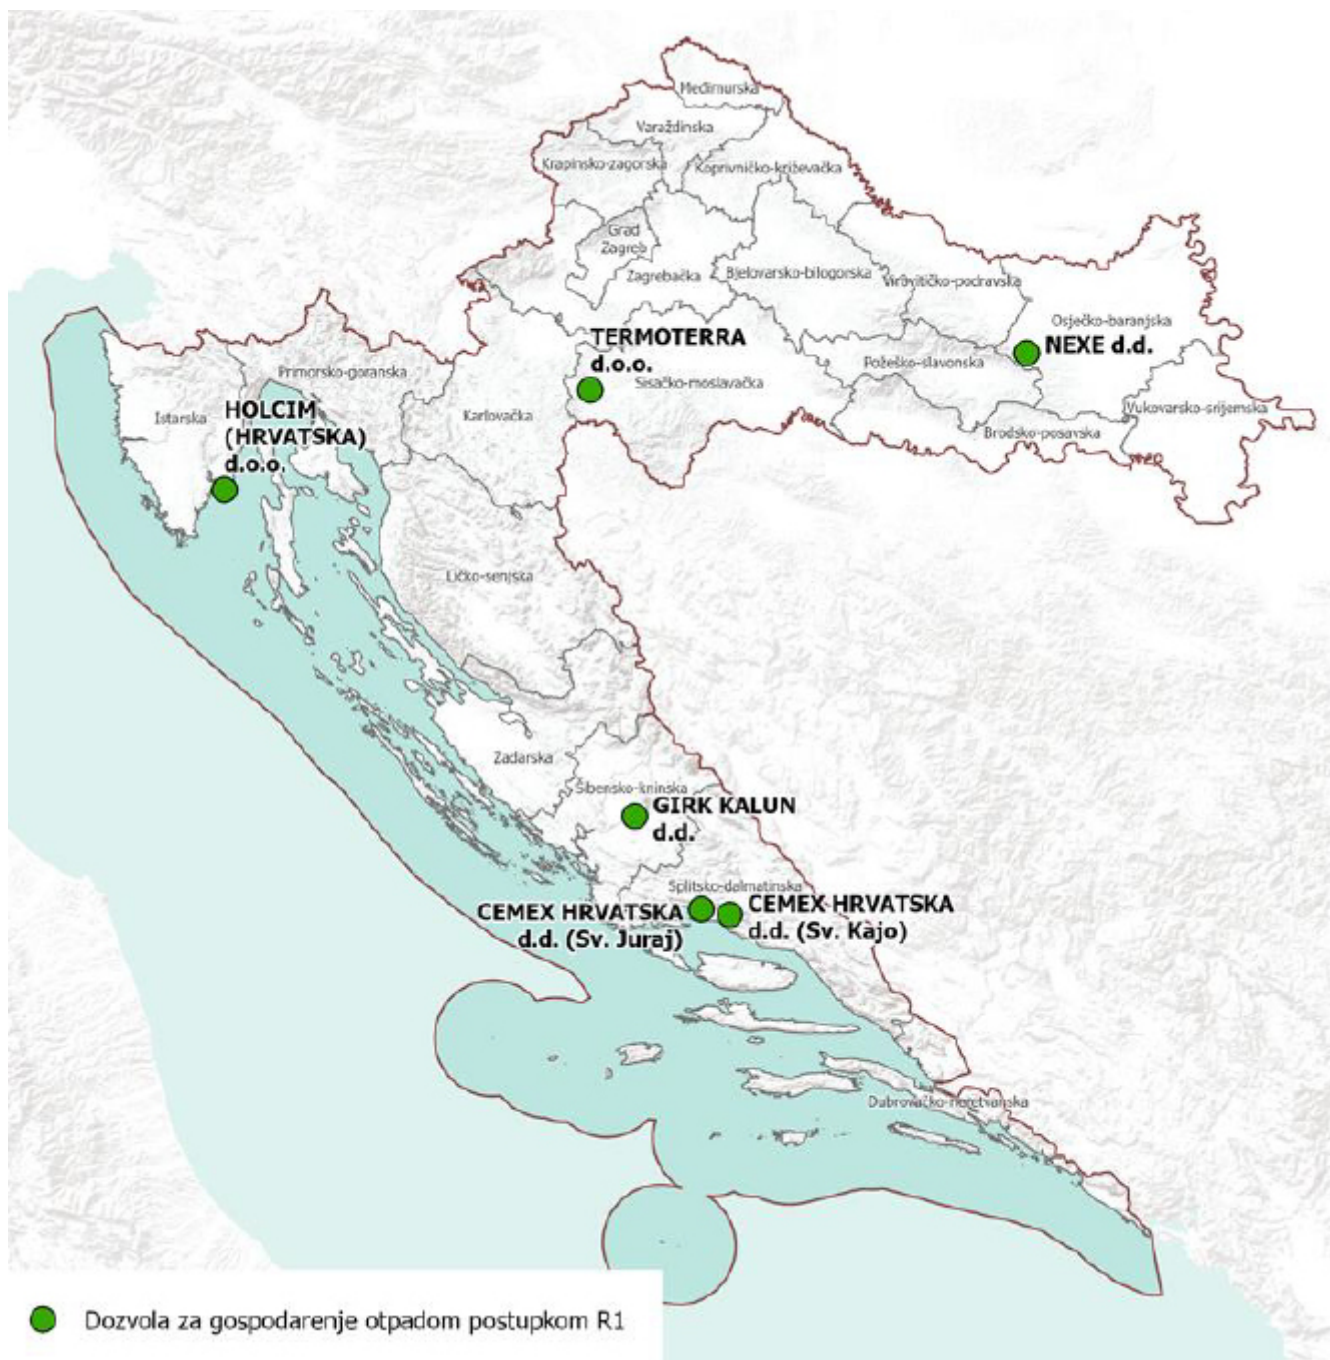 Međimurska
Varaždinska
Krapinsko-zagorska
Koprivničko-križevačka
Grad
Zagreb
Zagrebačka
Bjelovarsko-bilogorska
Virovitičko-podravska
Osječko-baranjska
NEXE d.d.
TERMOTERRA
d.o.o.
Sisačko-moslavačka
Požeško-slavonska
Primorsko-goranska
Karlovačka
Vukovarsko-srijemska
Brodsko-posavska
Istarska
HOLCIM
(HRVATSKA)
d.o.o.
Ličko-senjska
Zadarska
Šibensko-kninska
GIRK KALUN
d.d.
Splitsko-dalmatinska
CEMEX HRVATSKA
d.d. (Sv. Juraj)
CEMEX HRVATSKA
d.d. (Sv. Kajo)
Dubrovačko-neretvanska
Dozvola za gospodarenje otpadom postupkom R1